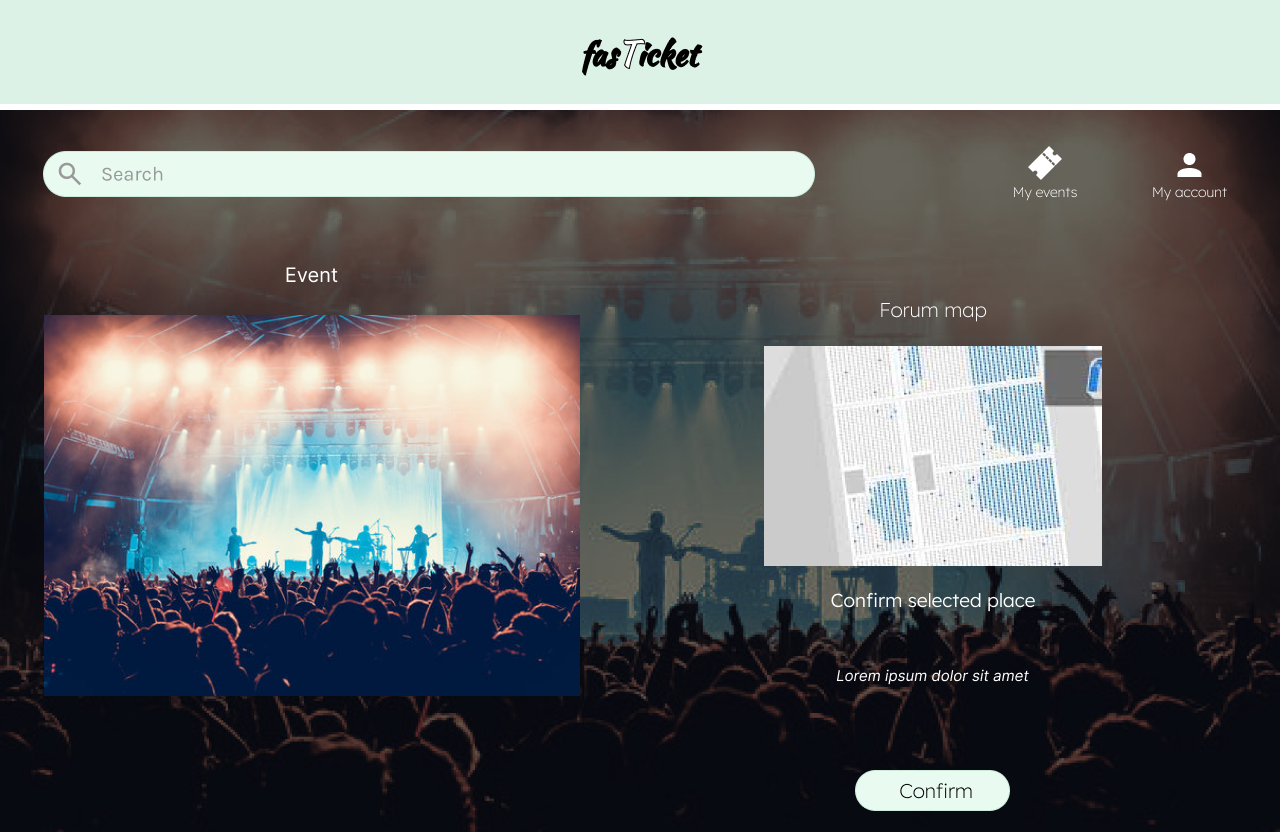 fasTicket
Search
My events
My account
Event
Forum map
Confirm selected place
Lorem ipsum dolor sit amet
Confirm